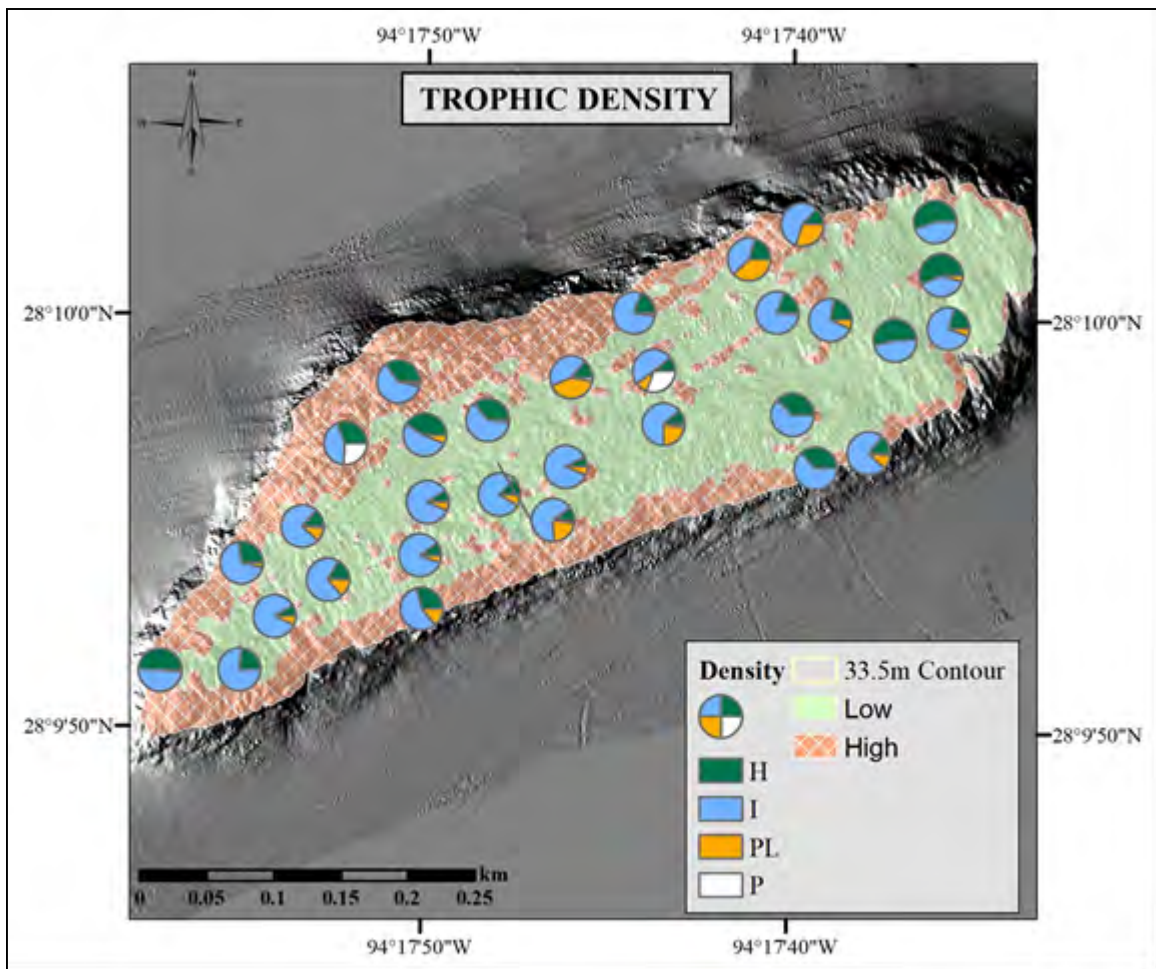 94°17'50"W 94°17'40"W
TROPHIC DENSITY
28°10'0"N 28°10'0"N
Density
33.5m Contour
Low
High
H
I
PL
P
28°9'50"N 28°9'50"N
km
0 0.05 0.1 0.15 0.2 0.25
94°17'50"W 94°17'40"W